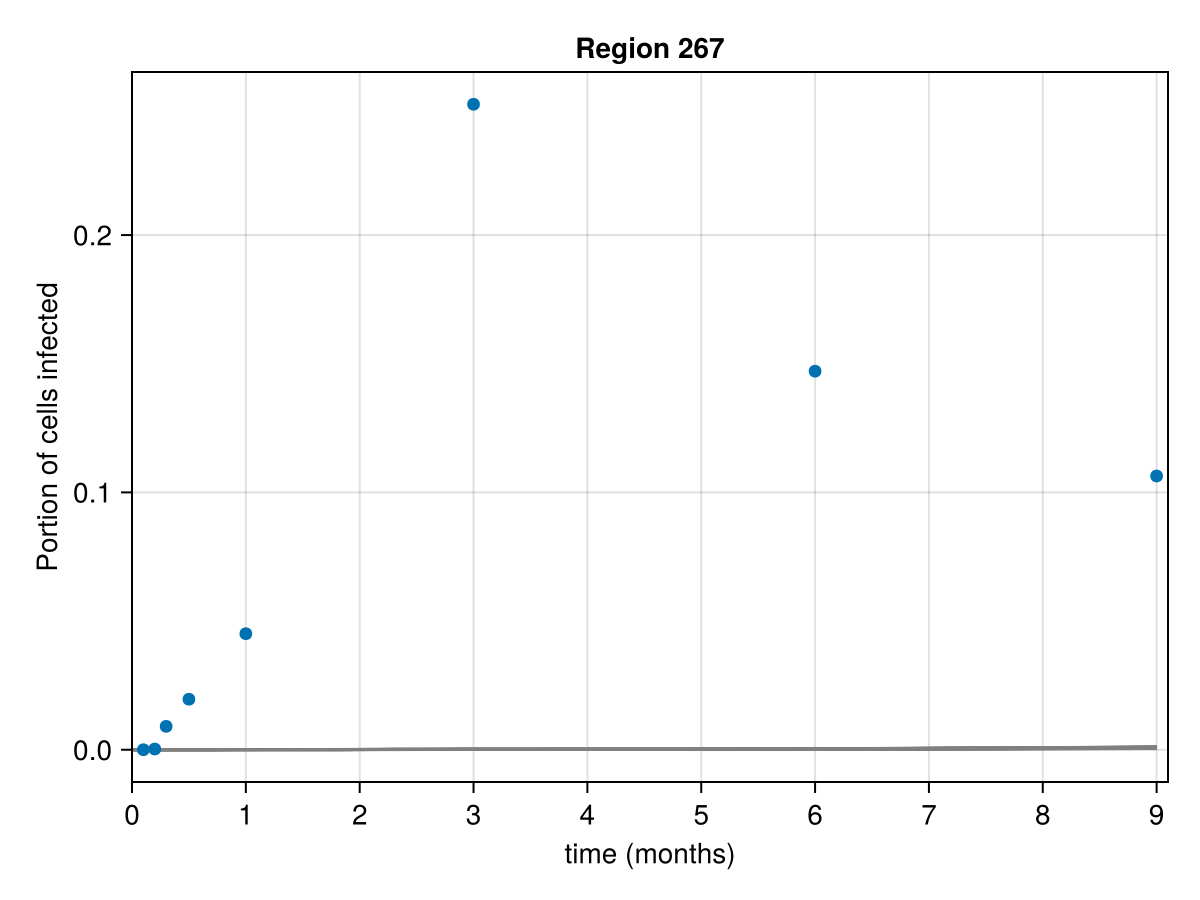 Region 267
Portion of cells infected
0.2
0.1
0.0
0 1 2 3 4 5 6 7 8 9
time (months)